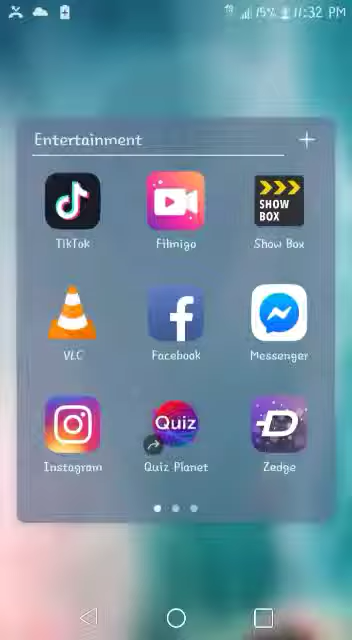 15% 11:32 PM
Entertainment
TikTok Filmigo Show Box
SHOW
BOX
VLC Facebook Messenger
Quiz
Instagram Quiz Planet Zedge